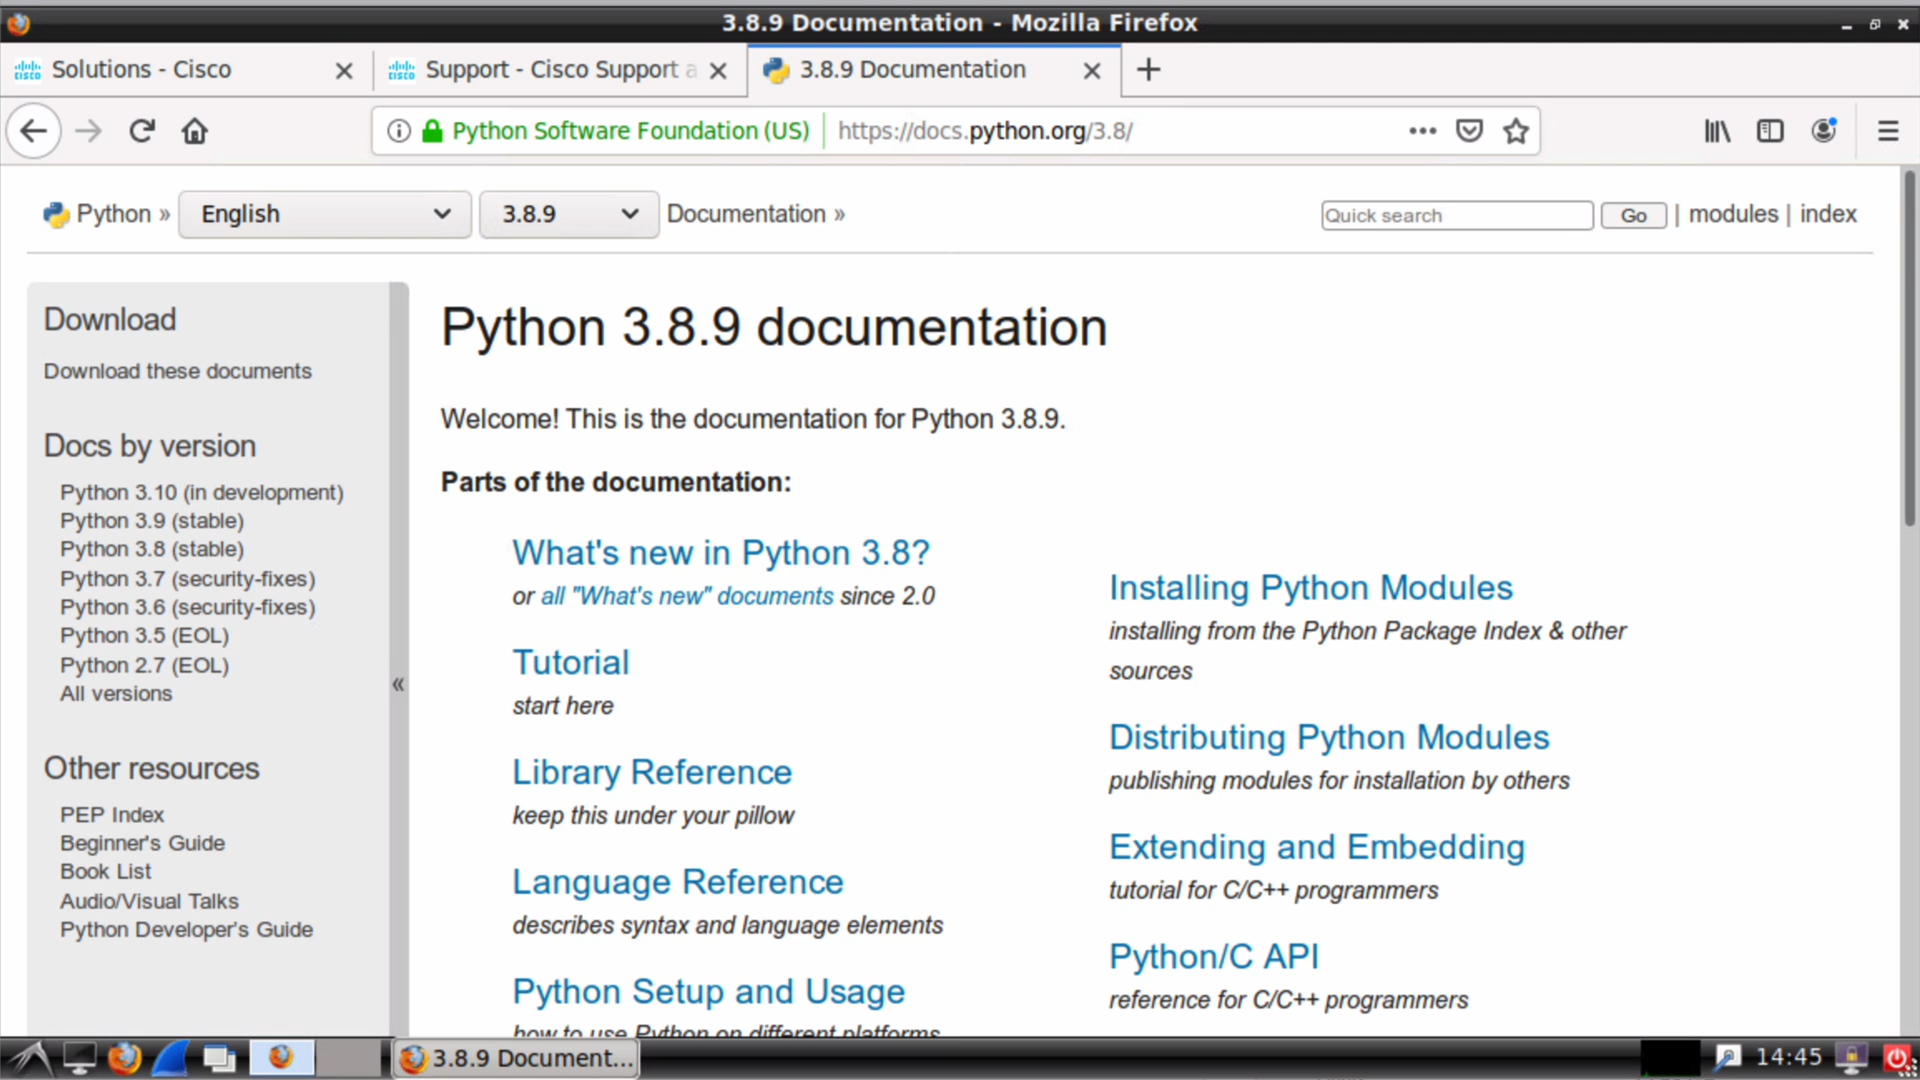 3.8.9 Documentation - Mozilla Firefox
Solutions - Cisco
Support - Cisco Support a
3.8.9 Documentation
Python Software Foundation (US)
https://docs.python.org/3.8/
Python »
English
3.8.9
Documentation »
Quick search
Go
| modules | index
Download
Download these documents
Docs by version
Python 3.10 (in development)
Python 3.9 (stable)
Python 3.8 (stable)
Python 3.7 (security-fixes)
Python 3.6 (security-fixes)
Python 3.5 (EOL)
Python 2.7 (EOL)
All versions
Other resources
PEP Index
Beginner's Guide
Book List
Audio/Visual Talks
Python Developer's Guide
«
Python 3.8.9 documentation
Welcome! This is the documentation for Python 3.8.9.
Parts of the documentation:
What's new in Python 3.8?
or all "What's new" documents since 2.0
Tutorial
start here
Library Reference
keep this under your pillow
Language Reference
describes syntax and language elements
Python Setup and Usage
how to use Python on different platforms
Installing Python Modules
installing from the Python Package Index & other
sources
Distributing Python Modules
publishing modules for installation by others
Extending and Embedding
tutorial for C/C++ programmers
Python/C API
reference for C/C++ programmers
3.8.9 Document...
14:45